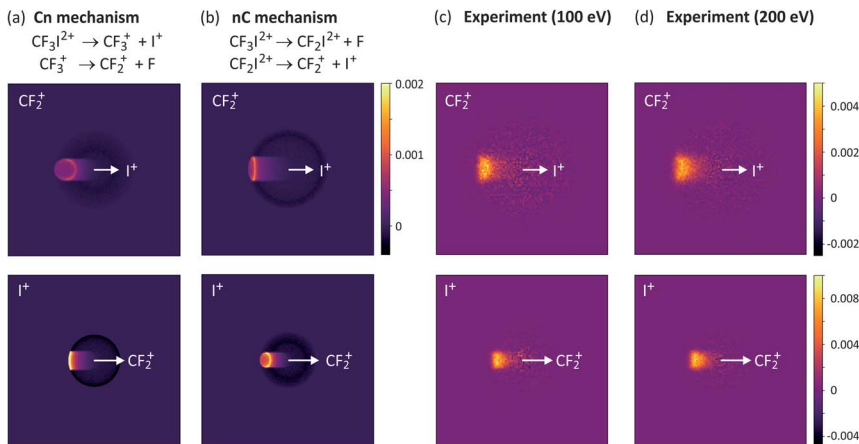 (a) Cn mechanism
CF₃I²⁺ → CF₃⁺ + I⁺
CF₃⁺ → CF₂⁺ + F
(b) nC mechanism
CF₃I²⁺ → CF₂I²⁺ + F
CF₂I²⁺ → CF₂⁺ + I⁺
(c) Experiment (100 eV)
(d) Experiment (200 eV)
CF₂⁺
I⁺
CF₂⁺
I⁺
0.002
0.001
0
CF₂⁺
I⁺
CF₂⁺
I⁺
0.004
0.002
0
-0.002
I⁺
CF₂⁺
I⁺
CF₂⁺
I⁺
CF₂⁺
I⁺
CF₂⁺
0.008
0.004
0
-0.004